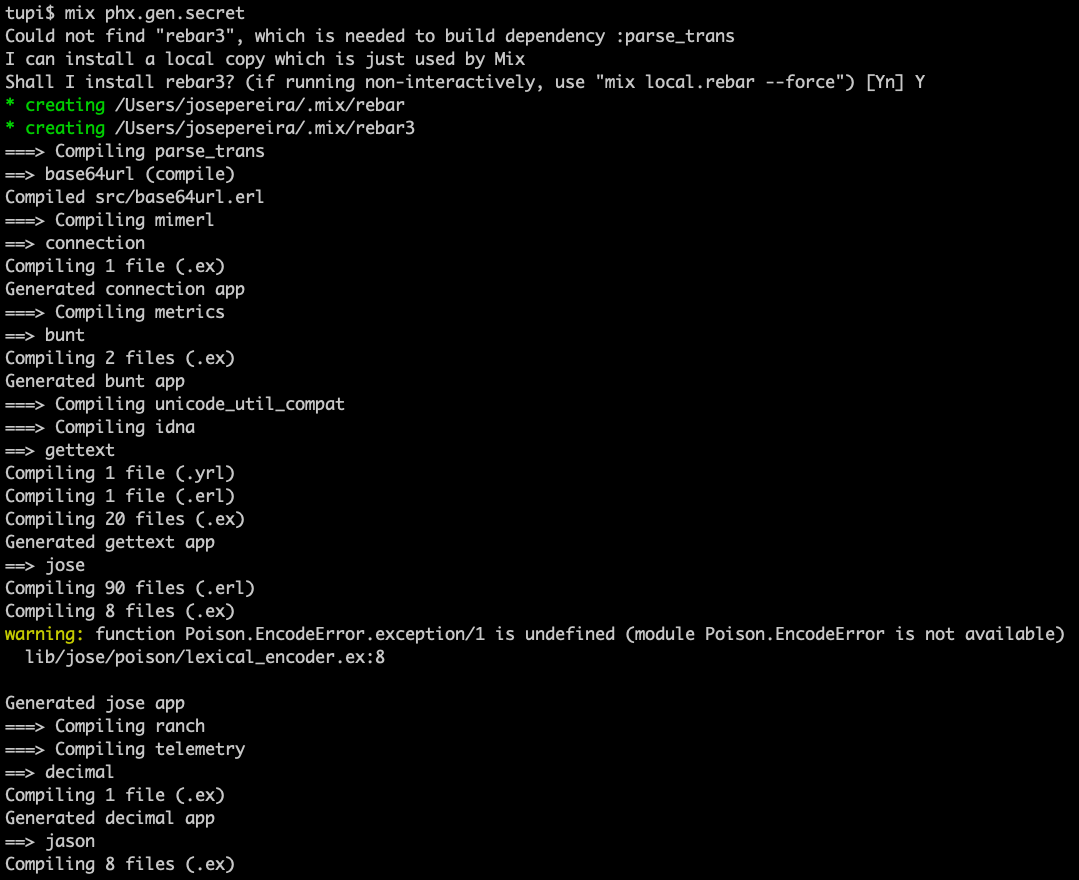 tupi$ mix phx.gen.secret
Could not find "rebar3", which is needed to build dependency :parse_trans
I can install a local copy which is just used by Mix
Shall I install rebar3? (if running non-interactively, use "mix local.rebar --force") [Yn] Y
* creating /Users/josepereira/.mix/rebar
* creating /Users/josepereira/.mix/rebar3
===> Compiling parse_trans
==> base64url (compile)
Compiled src/base64url.erl
===> Compiling mimerl
==> connection
Compiling 1 file (.ex)
Generated connection app
===> Compiling metrics
==> bunt
Compiling 2 files (.ex)
Generated bunt app
===> Compiling unicode_util_compat
===> Compiling idna
==> gettext
Compiling 1 file (.yrl)
Compiling 1 file (.erl)
Compiling 20 files (.ex)
Generated gettext app
==> jose
Compiling 90 files (.erl)
Compiling 8 files (.ex)
warning: function Poison.EncodeError.exception/1 is undefined (module Poison.EncodeError is not available)
  lib/jose/poison/lexical_encoder.ex:8

Generated jose app
===> Compiling ranch
===> Compiling telemetry
==> decimal
Compiling 1 file (.ex)
Generated decimal app
==> jason
Compiling 8 files (.ex)